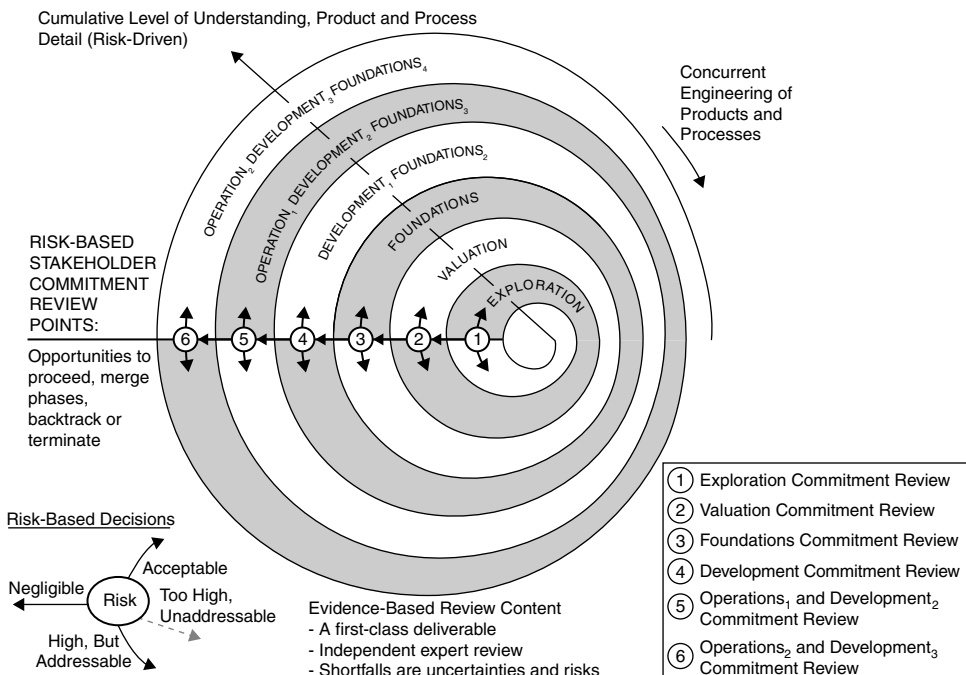 Cumulative Level of Understanding, Product and Process
Detail (Risk-Driven)
Concurrent
Engineering of
Products and
Processes
OPERATION₂ DEVELOPMENT₃ FOUNDATIONS₄
OPERATION₁ DEVELOPMENT₂ FOUNDATIONS₃
DEVELOPMENT₁ FOUNDATIONS₂
FOUNDATIONS
VALUATION
EXPLORATION
RISK-BASED
STAKEHOLDER
COMMITMENT
REVIEW
POINTS:
6 5 4 3 2 1
Opportunities to
proceed, merge
phases,
backtrack or
terminate
Risk-Based Decisions
Acceptable
Negligible
Risk
Too High,
Unaddressable
High, But
Addressable
Evidence-Based Review Content
- A first-class deliverable
- Independent expert review
- Shortfalls are uncertainties and risks
1 Exploration Commitment Review
2 Valuation Commitment Review
3 Foundations Commitment Review
4 Development Commitment Review
5 Operations₁ and Development₂
Commitment Review
6 Operations₂ and Development₃
Commitment Review